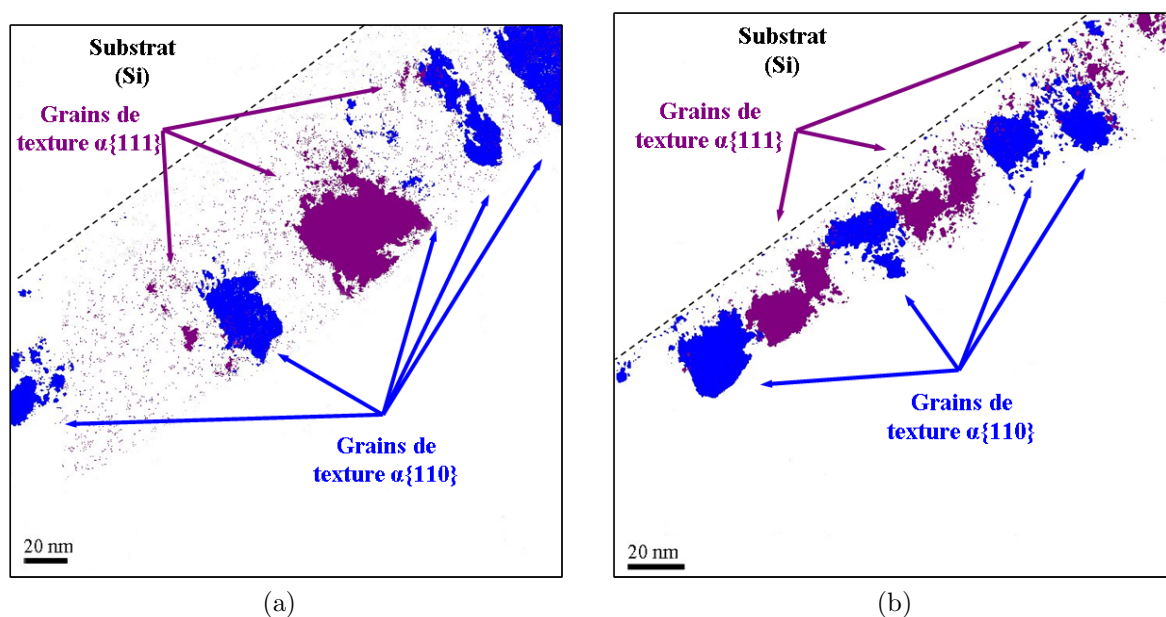 Substrat
(Si)
Grains de
texture α{111}
Grains de
texture α{110}
20 nm
(a)
Substrat
(Si)
Grains de
texture α{111}
Grains de
texture α{110}
20 nm
(b)